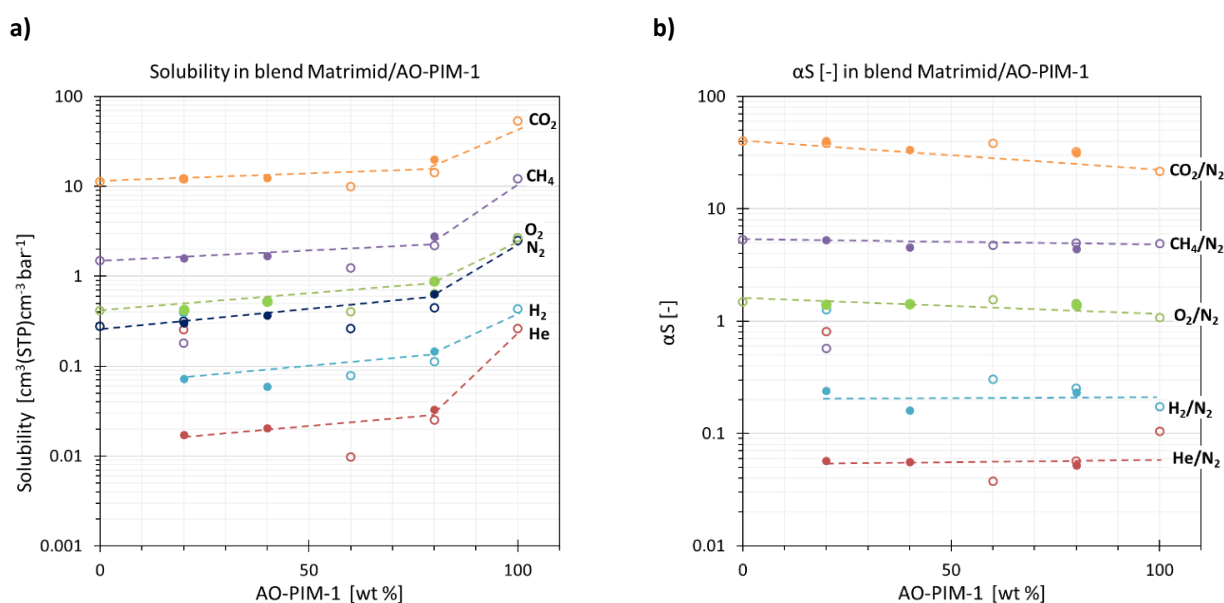 a)
Solubility in blend Matrimid/AO-PIM-1
Solubility [cm³(STP)cm⁻³ bar⁻¹]
100
10
1
0.1
0.01
0.001
CO₂
CH₄
O₂
N₂
H₂
He
0
50
100
AO-PIM-1 [wt %]
b)
αS [-] in blend Matrimid/AO-PIM-1
αS [-]
100
10
1
0.1
0.01
CO₂/N₂
CH₄/N₂
O₂/N₂
H₂/N₂
He/N₂
0
50
100
AO-PIM-1 [wt %]